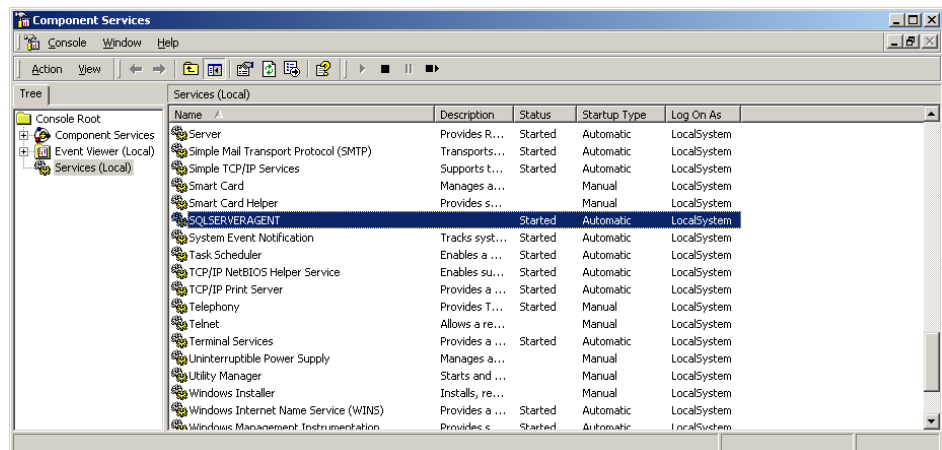 Component Services
Console Window Help
Action View
Tree Services (Local)
Console Root
Component Services
Event Viewer (Local)
Services (Local)
Name Description Status Startup Type Log On As
Server Provides R... Started Automatic LocalSystem
Simple Mail Transport Protocol (SMTP) Transports... Started Automatic LocalSystem
Simple TCP/IP Services Supports t... Started Automatic LocalSystem
Smart Card Manages a... Manual LocalSystem
Smart Card Helper Provides s... Manual LocalSystem
SQLSERVERAGENT Started Automatic LocalSystem
System Event Notification Tracks syst... Started Automatic LocalSystem
Task Scheduler Enables a ... Started Automatic LocalSystem
TCP/IP NetBIOS Helper Service Enables su... Started Automatic LocalSystem
TCP/IP Print Server Provides a ... Started Automatic LocalSystem
Telephony Provides T... Started Manual LocalSystem
Telnet Allows a re... Manual LocalSystem
Terminal Services Provides a ... Started Automatic LocalSystem
Uninterruptible Power Supply Manages a... Manual LocalSystem
Utility Manager Starts and ... Manual LocalSystem
Windows Installer Installs, re... Manual LocalSystem
Windows Internet Name Service (WINS) Provides a ... Started Automatic LocalSystem
Windows Management Instrumentation Provides s... Started Automatic LocalSystem